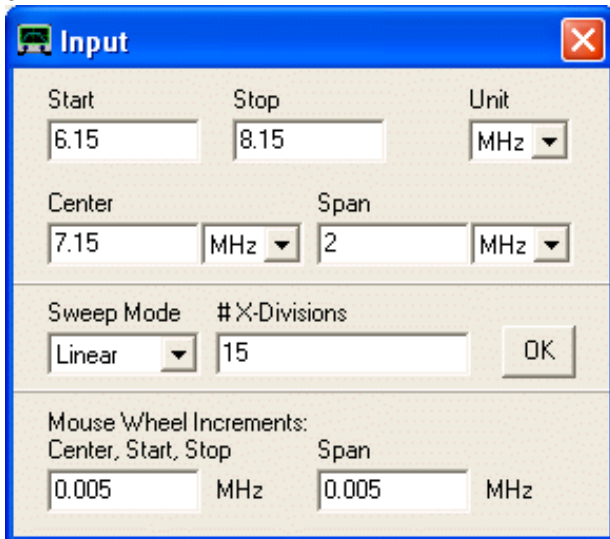 Input
Start Stop Unit
6.15 8.15 MHz
Center Span
7.15 MHz 2 MHz
Sweep Mode # X-Divisions
Linear 15 OK
Mouse Wheel Increments:
Center, Start, Stop Span
0.005 MHz 0.005 MHz